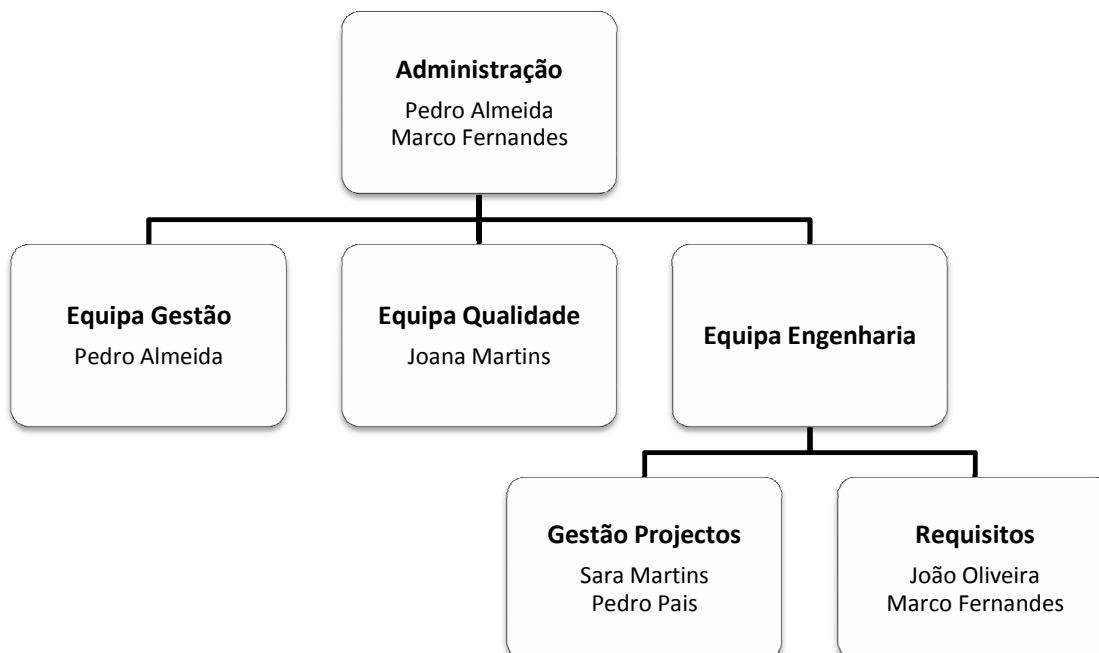 Administração
Pedro Almeida
Marco Fernandes
Equipa Gestão
Pedro Almeida
Equipa Qualidade
Joana Martins
Equipa Engenharia
Gestão Projectos
Sara Martins
Pedro Pais
Requisitos
João Oliveira
Marco Fernandes